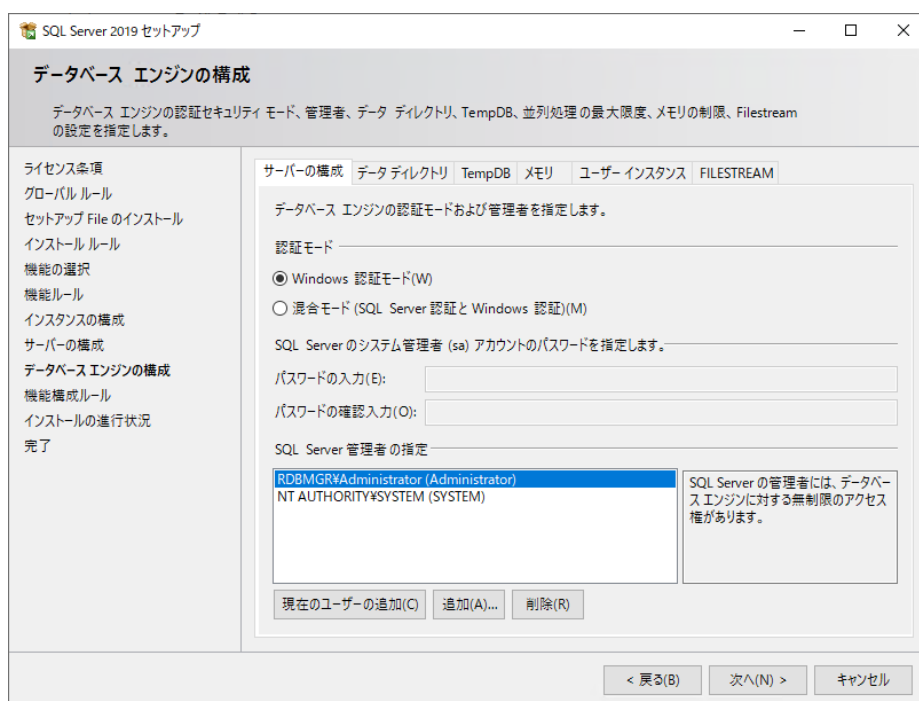 SQL Server 2019 セットアップ
データベース エンジンの構成
データベース エンジンの認証セキュリティ モード、管理者、データ ディレクトリ、TempDB、並列処理の最大限度、メモリの制限、Filestream
の設定を指定します。
ライセンス条項
グローバル ルール
セットアップ File のインストール
インストール ルール
機能の選択
機能ルール
インスタンスの構成
サーバーの構成
データベース エンジンの構成
機能構成ルール
インストールの進行状況
完了
サーバーの構成 データ ディレクトリ TempDB メモリ ユーザー インスタンス FILESTREAM
データベース エンジンの認証モードおよび管理者を指定します。
認証モード
Windows 認証モード(W)
混合モード (SQL Server 認証と Windows 認証)(M)
SQL Server のシステム管理者 (sa) アカウントのパスワードを指定します。
パスワードの入力(E):
パスワードの確認入力(O):
SQL Server 管理者の指定
RDBMGR¥Administrator (Administrator)
NT AUTHORITY¥SYSTEM (SYSTEM)
SQL Server の管理者には、データベー
ス エンジンに対する無制限のアクセス
権があります。
現在のユーザーの追加(C) 追加(A)... 削除(R)
< 戻る(B) 次へ(N) > キャンセル